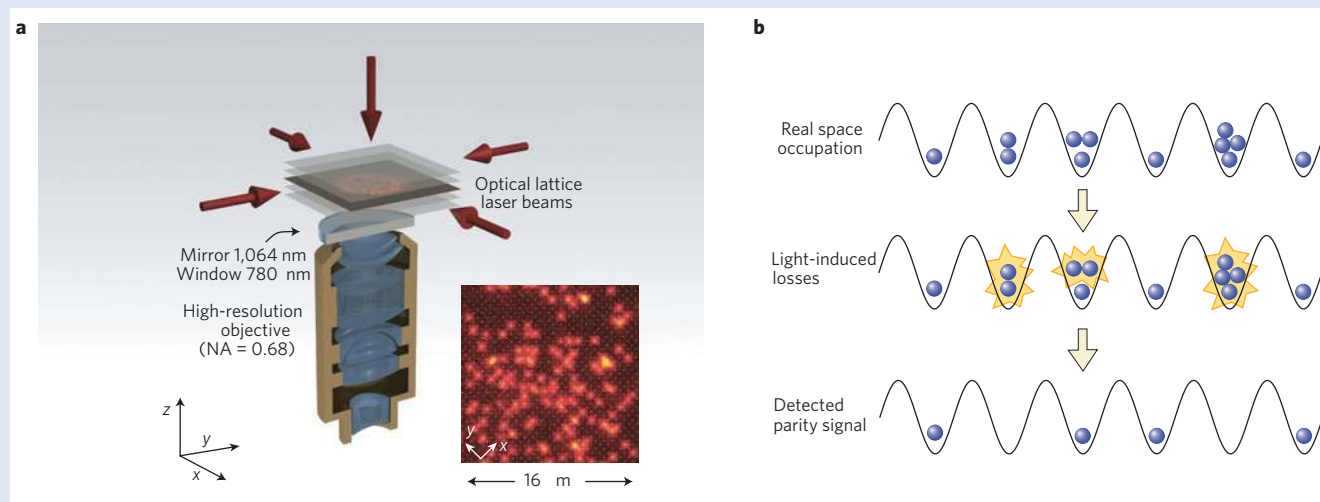 a
Optical lattice
laser beams
Mirror 1,064 nm
Window 780 nm
High-resolution
objective
(NA = 0.68)
z
y
x
y
x
16 m
b
Real space
occupation
Light-induced
losses
Detected
parity signal